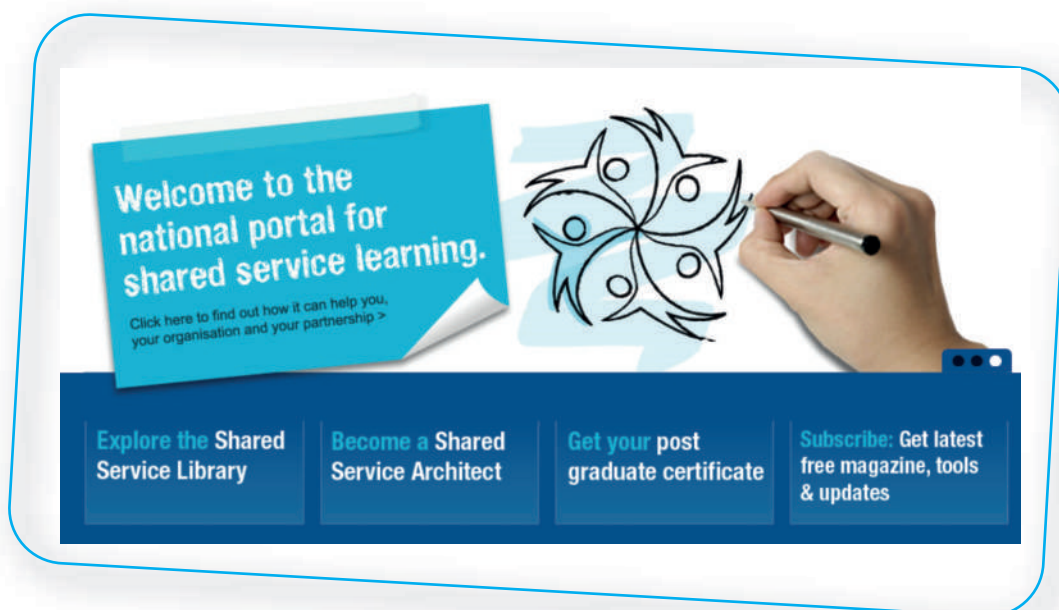 Welcome to the
national portal for
shared service learning.
Click here to find out how it can help you,
your organisation and your partnership >
Explore the Shared
Service Library
Become a Shared
Service Architect
Get your post
graduate certificate
Subscribe: Get latest
free magazine, tools
& updates